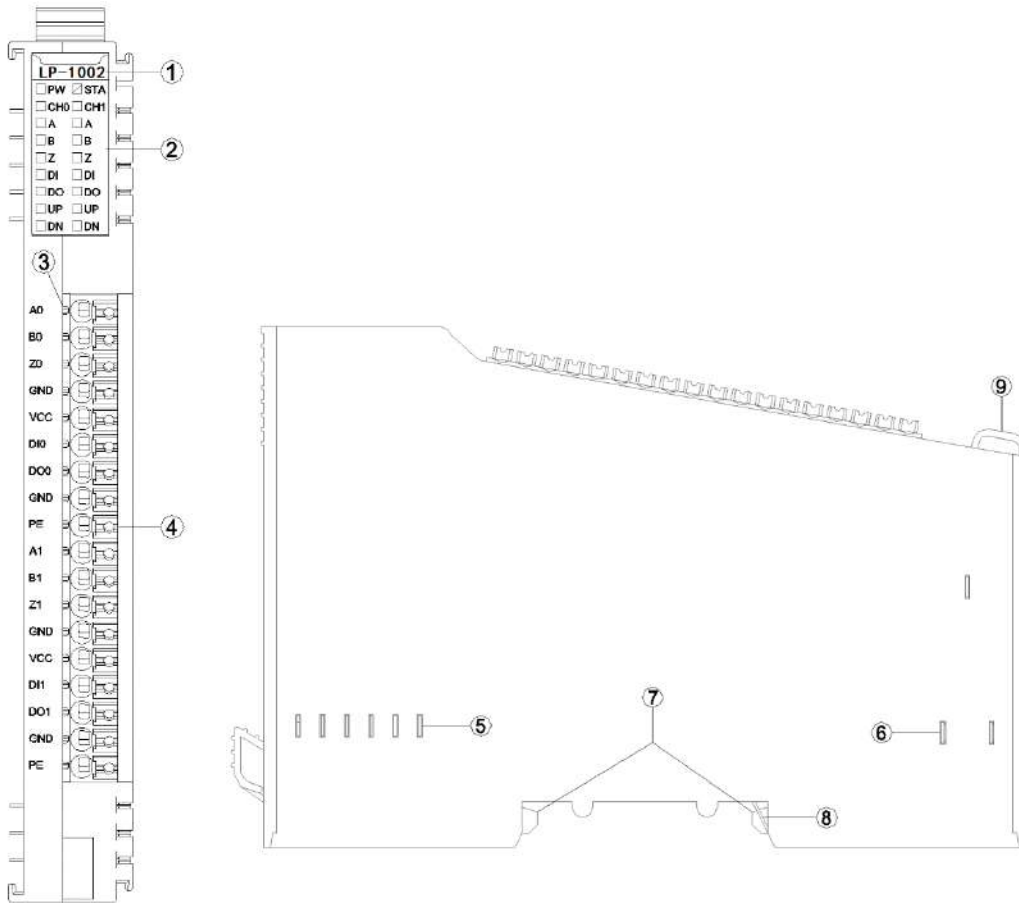 LP-1002
①
PW STA
CH0 CH1
A A
B B
②
Z Z
DI DI
DO DO
UP UP
DN DN
③
A0
B0
Z0
GND
⑨
VCC
DI0
DO0
GND
PE
④
A1
B1
Z1
GND
VCC
DI1
⑦
DO1
⑤
⑥
GND
PE
⑧